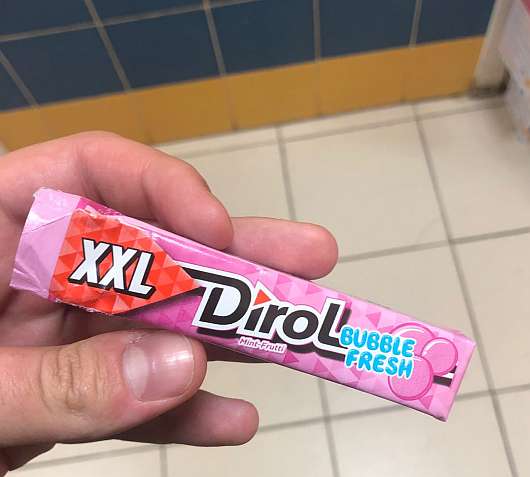 XXL
Dirol
Mint-Frutti
BUBBLE
FRESH